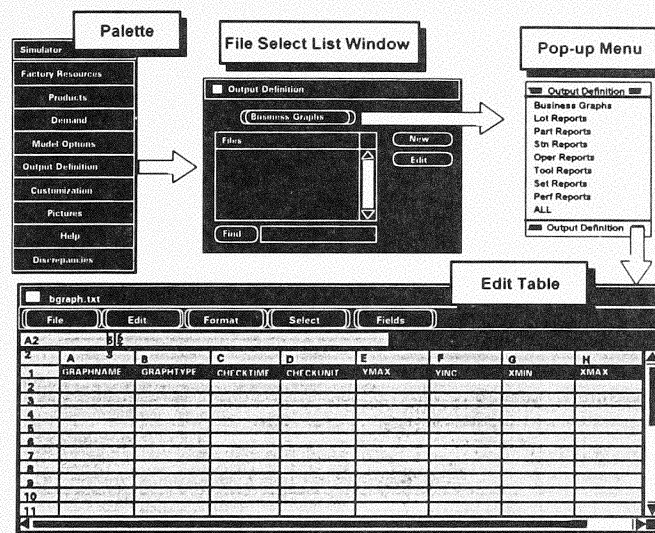 Palette
Simulator
Factory Resources
Products
Demand
Model Options
Output Definition
Customization
Pictures
Help
Discrepancies
File Select List Window
Output Definition
Business Graphs
Files
New
Edit
Find
Pop-up Menu
Output Definition
Business Graphs
Lot Reports
Part Reports
Stn Reports
Oper Reports
Tool Reports
Set Reports
Perf Reports
ALL
Output Definition
Edit Table
bgraph.txt
File Edit Format Select Fields
A2
A B C D E F G H
1 GRAPHNAME GRAPHTYPE CHECKTIME CHECKUNIT YMAX YINC XMIN XMAX
2
3
4
5
6
7
8
9
10
11